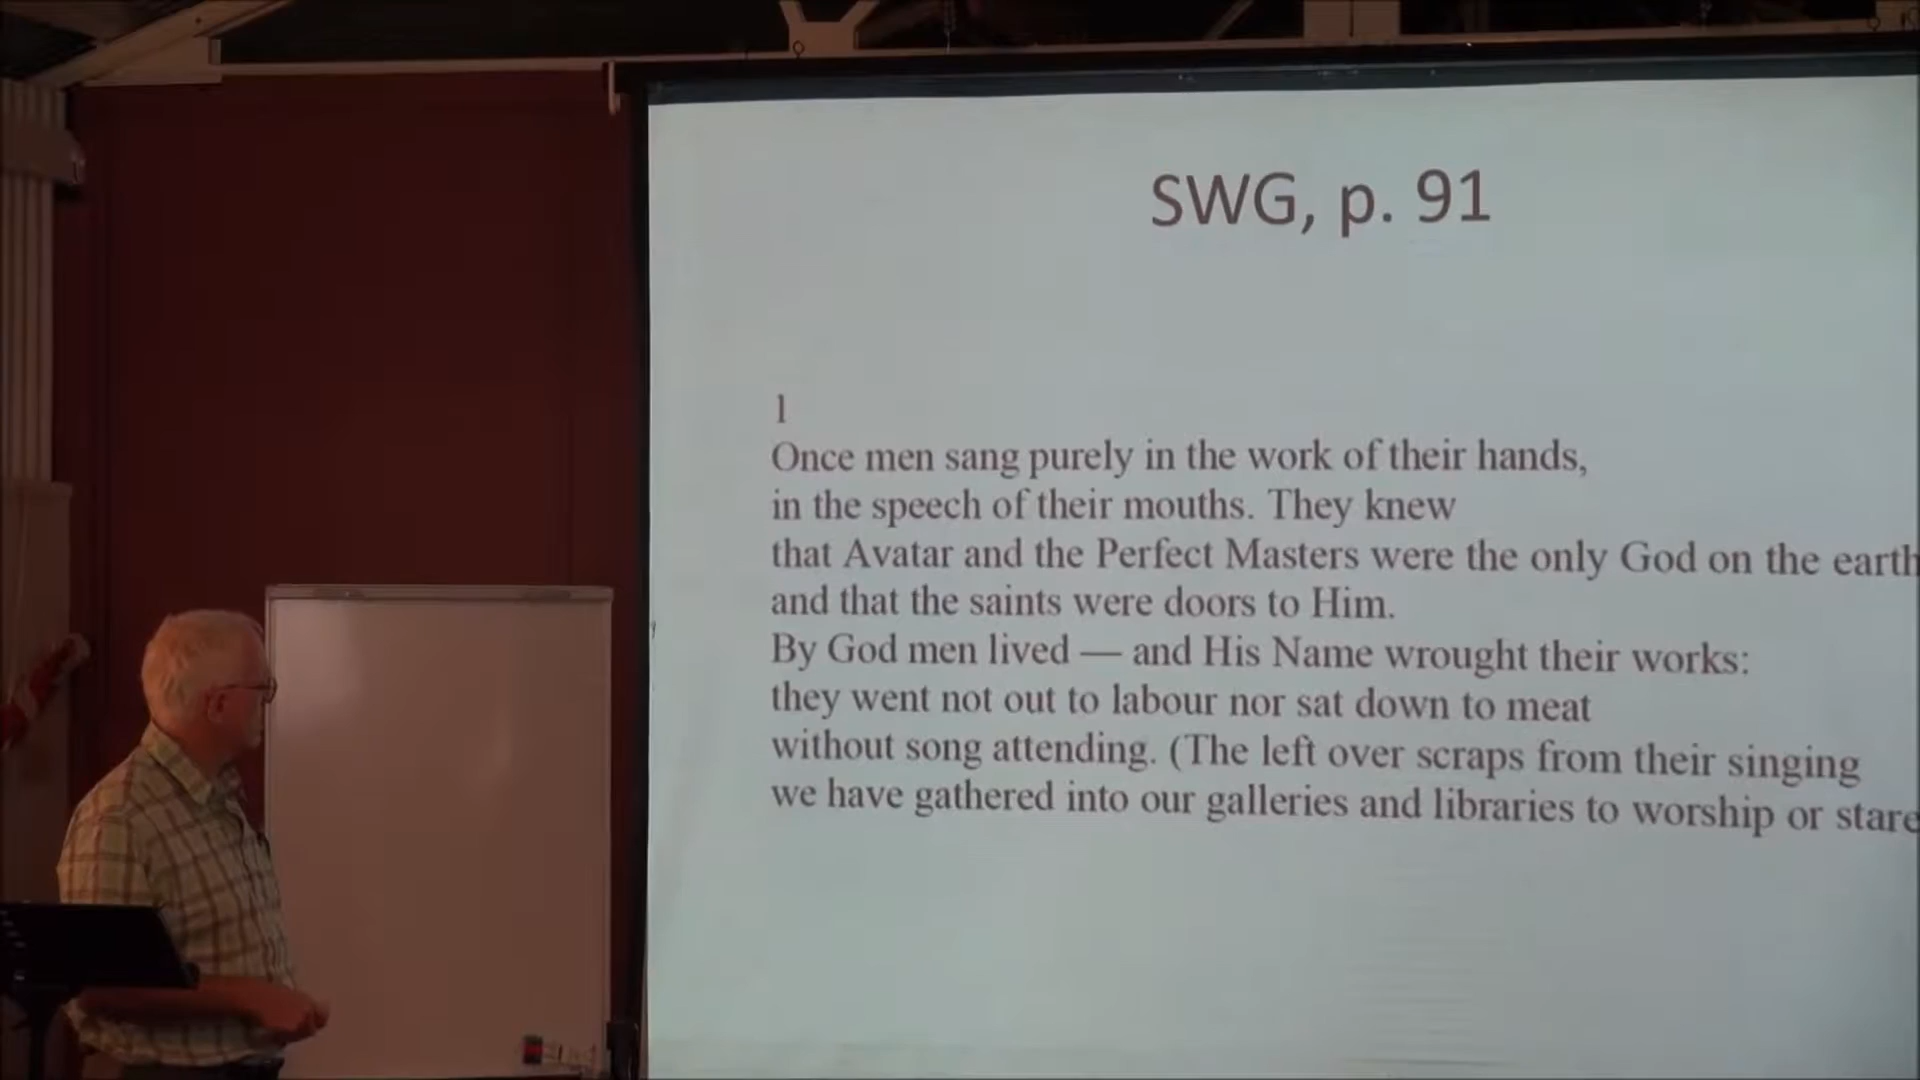 SWG, p. 91
1
Once men sang purely in the work of their hands,
in the speech of their mouths. They knew
that Avatar and the Perfect Masters were the only God on the earth
and that the saints were doors to Him.
By God men lived — and His Name wrought their works:
they went not out to labour nor sat down to meat
without song attending. (The left over scraps from their singing
we have gathered into our galleries and libraries to worship or stare